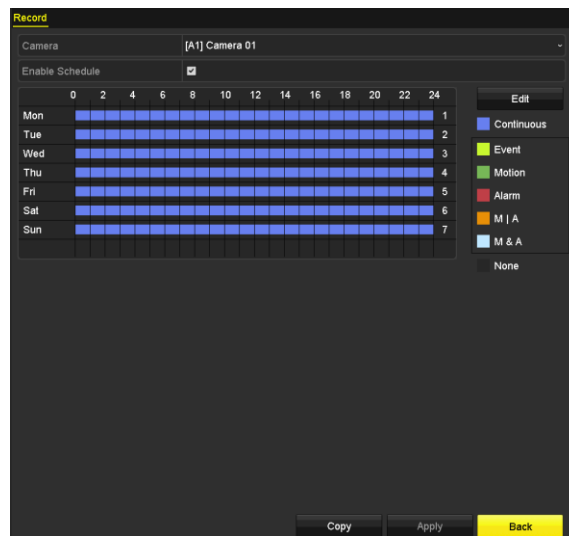 Record
Camera [A1] Camera 01
Enable Schedule
0 2 4 6 8 10 12 14 16 18 20 22 24
Edit
Mon 1
Continuous
Tue 2
Wed 3
Event
Thu 4
Motion
Fri 5
Alarm
Sat 6
M | A
Sun 7
M & A
None
Copy Apply Back